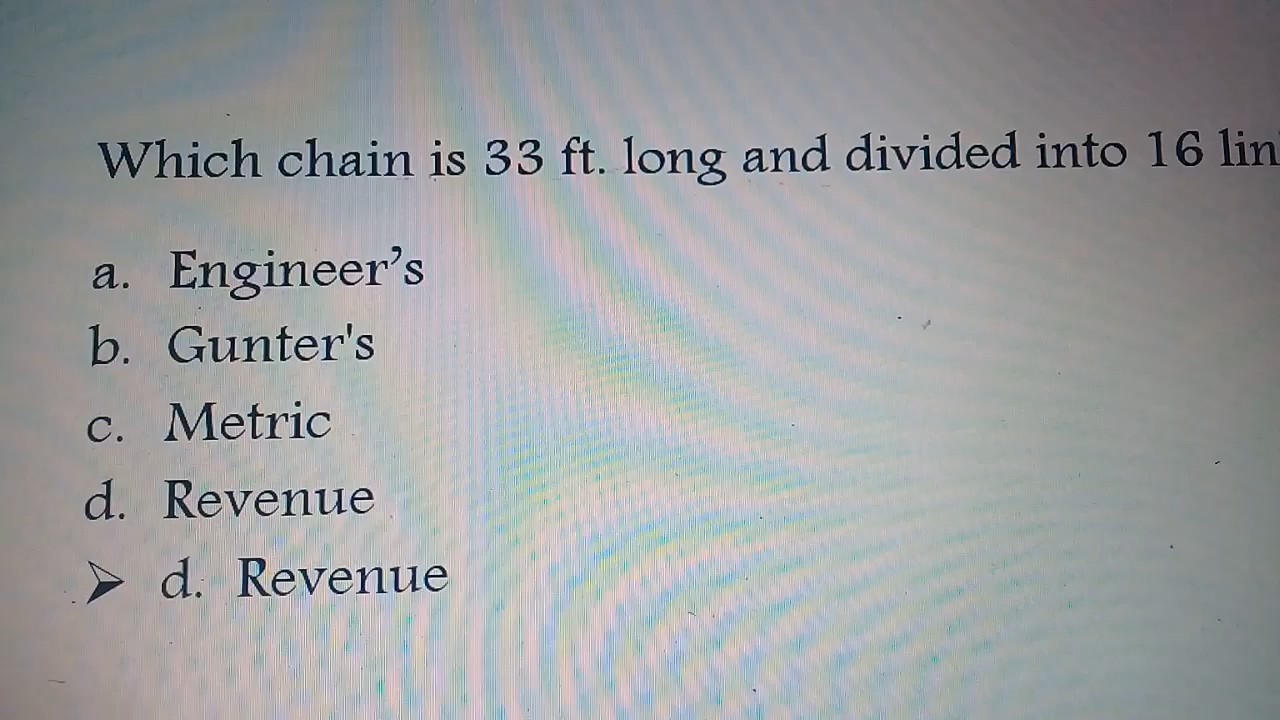 Which chain is 33 ft. long and divided into 16 lin
a. Engineer’s
b. Gunter's
c. Metric
d. Revenue
➢ d. Revenue